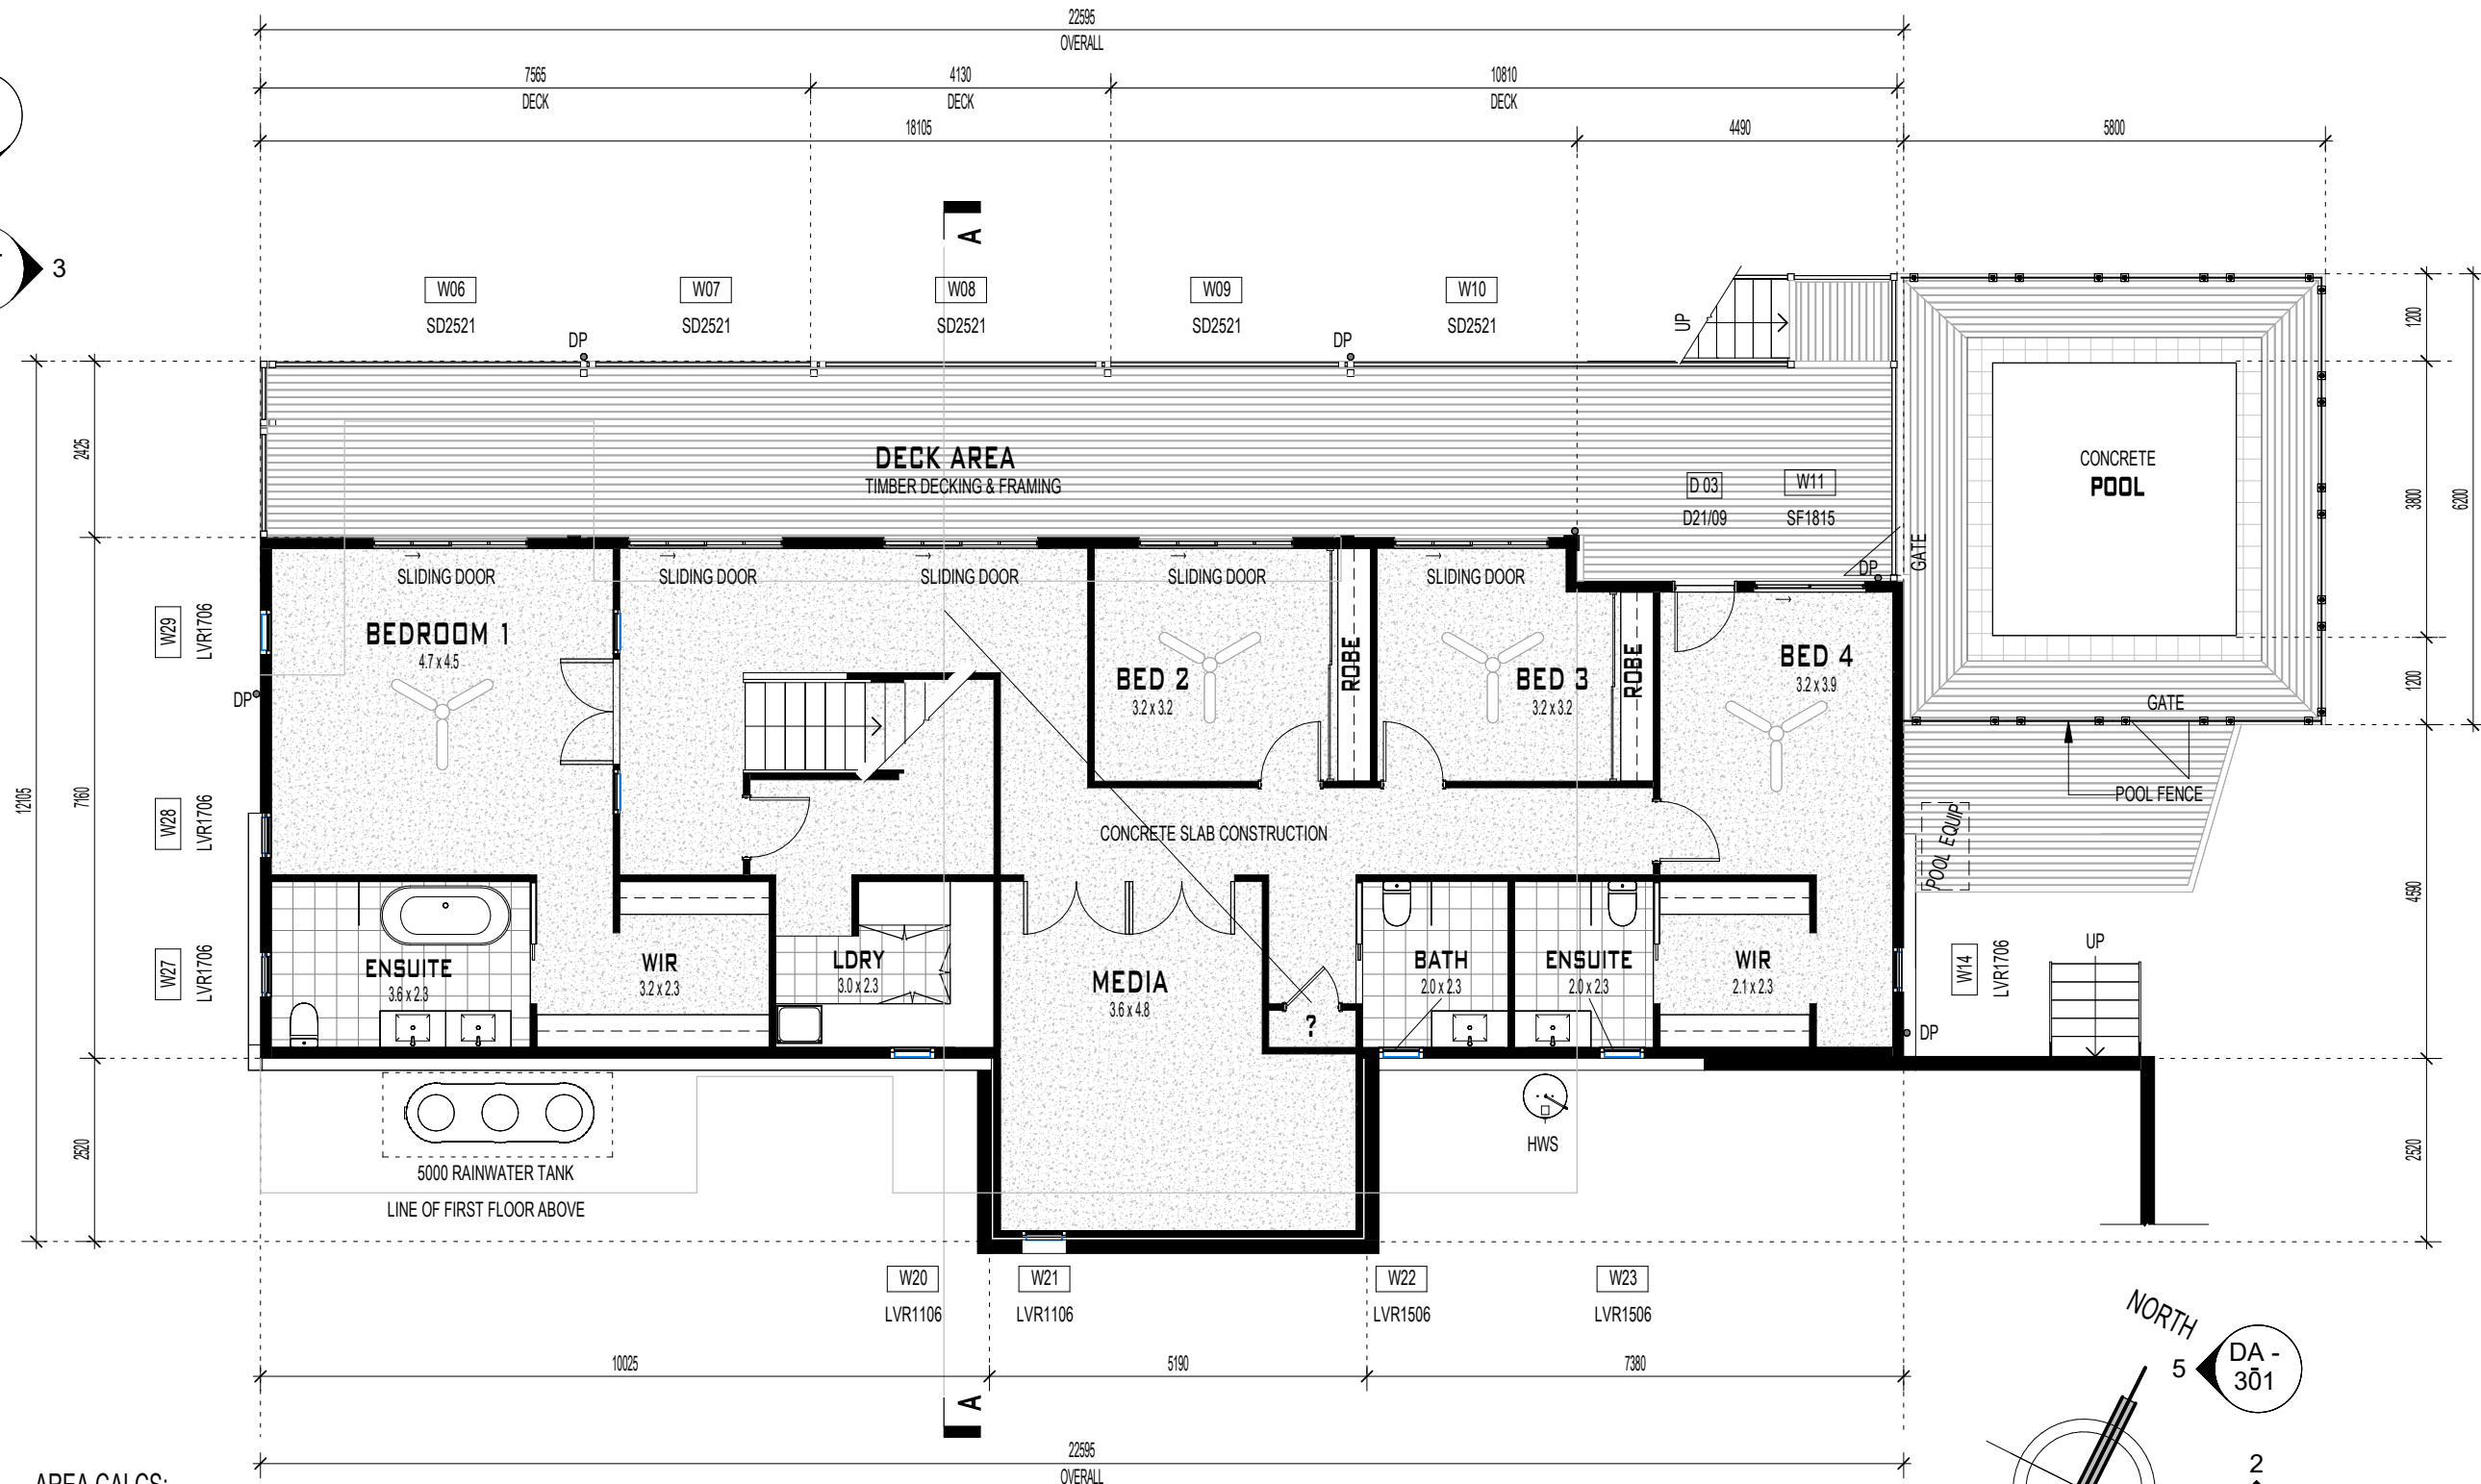 22595
OVERALL
7565
DECK
4130
DECK
10810
DECK
18105
4490
5800
A
3
W06
SD2521
W07
SD2521
W08
SD2521
W09
SD2521
W10
SD2521
DP
DP
UP
1200
3800
6200
1200
4590
2520
12105
2425
7160
2520
DECK AREA
TIMBER DECKING & FRAMING
D 03
D21/09
W11
SF1815
GATE
DP
CONCRETE
POOL
SLIDING DOOR
SLIDING DOOR
SLIDING DOOR
SLIDING DOOR
SLIDING DOOR
W29
LVR1706
BEDROOM 1
4.7 x 4.5
BED 2
3.2 x 3.2
ROBE
BED 3
3.2 x 3.2
ROBE
BED 4
3.2 x 3.9
DP
GATE
POOL FENCE
POOL EQUIP
W28
LVR1706
CONCRETE SLAB CONSTRUCTION
W27
LVR1706
ENSUITE
3.6 x 2.3
WIR
3.2 x 2.3
LDRY
3.0 x 2.3
MEDIA
3.6 x 4.8
?
BATH
2.0 x 2.3
ENSUITE
2.0 x 2.3
WIR
2.1 x 2.3
W14
LVR1706
UP
DP
5000 RAINWATER TANK
LINE OF FIRST FLOOR ABOVE
HWS
W20
LVR1106
W21
LVR1106
W22
LVR1506
W23
LVR1506
10025
5190
7380
A
22595
OVERALL
NORTH
5
DA -
301
2
AREA CALCS: